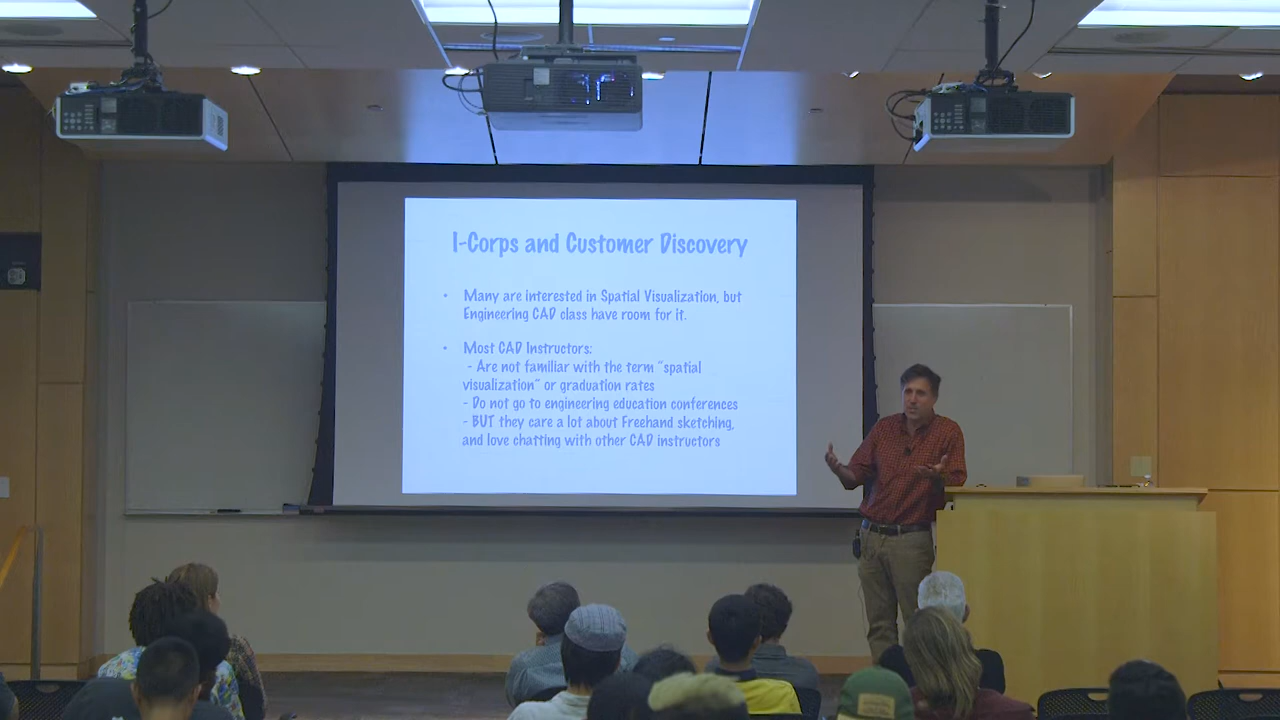 I-Corps and Customer Discovery
• Many are interested in Spatial Visualization, but
Engineering CAD class have room for it.
• Most CAD Instructors:
- Are not familiar with the term “spatial
visualization” or graduation rates
- Do not go to engineering education conferences
- BUT they care a lot about Freehand sketching,
and love chatting with other CAD instructors